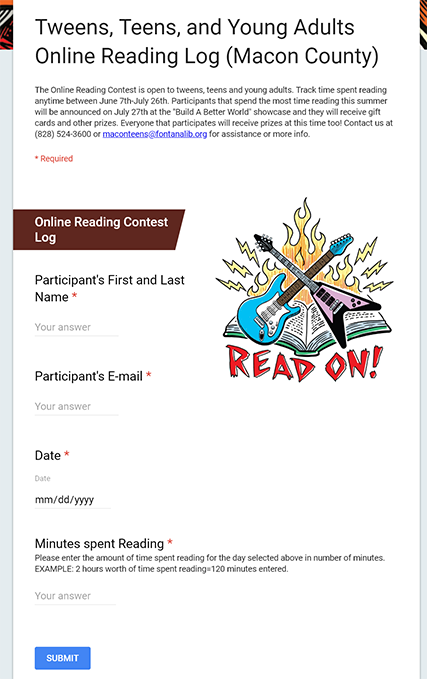 Tweens, Teens, and Young Adults
Online Reading Log (Macon County)
The Online Reading Contest is open to tweens, teens and young adults. Track time spent reading
anytime between June 7th-July 26th. Participants that spend the most time reading this summer
will be announced on July 27th at the "Build A Better World" showcase and they will receive gift
cards and other prizes. Everyone that participates will receive prizes at this time too! Contact us at
(828) 524-3600 or maconteens@fontanalib.org for assistance or more info.
* Required
Online Reading Contest
Log
Participant's First and Last
Name *
Your answer
READ ON!
Participant's E-mail *
Your answer
Date *
Date
mm/dd/yyyy
Minutes spent Reading *
Please enter the amount of time spent reading for the day selected above in number of minutes.
EXAMPLE: 2 hours worth of time spent reading=120 minutes entered.
Your answer
SUBMIT